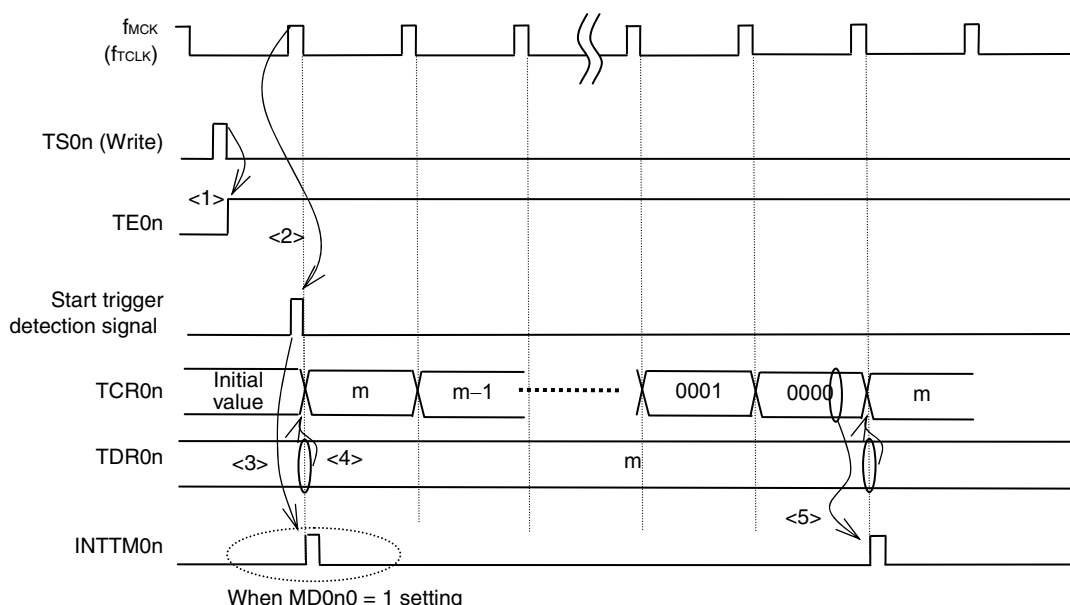 fMCK
(fTCLK)
TS0n (Write)
<1>
TE0n
<2>
Start trigger
detection signal
TCR0n
Initial
value
m
m−1
0001
0000
m
TDR0n
<3>
<4>
m
<5>
INTTM0n
When MD0n0 = 1 setting